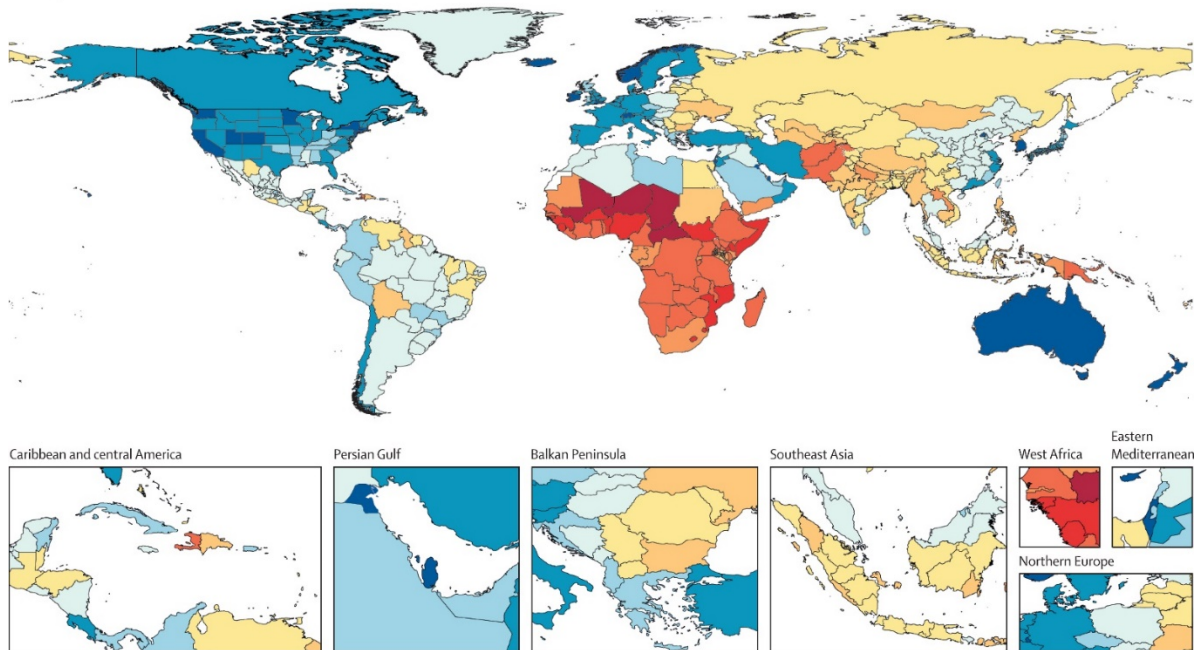 Caribbean and central America
Persian Gulf
Balkan Peninsula
Southeast Asia
West Africa
Eastern
Mediterranean
Northern Europe